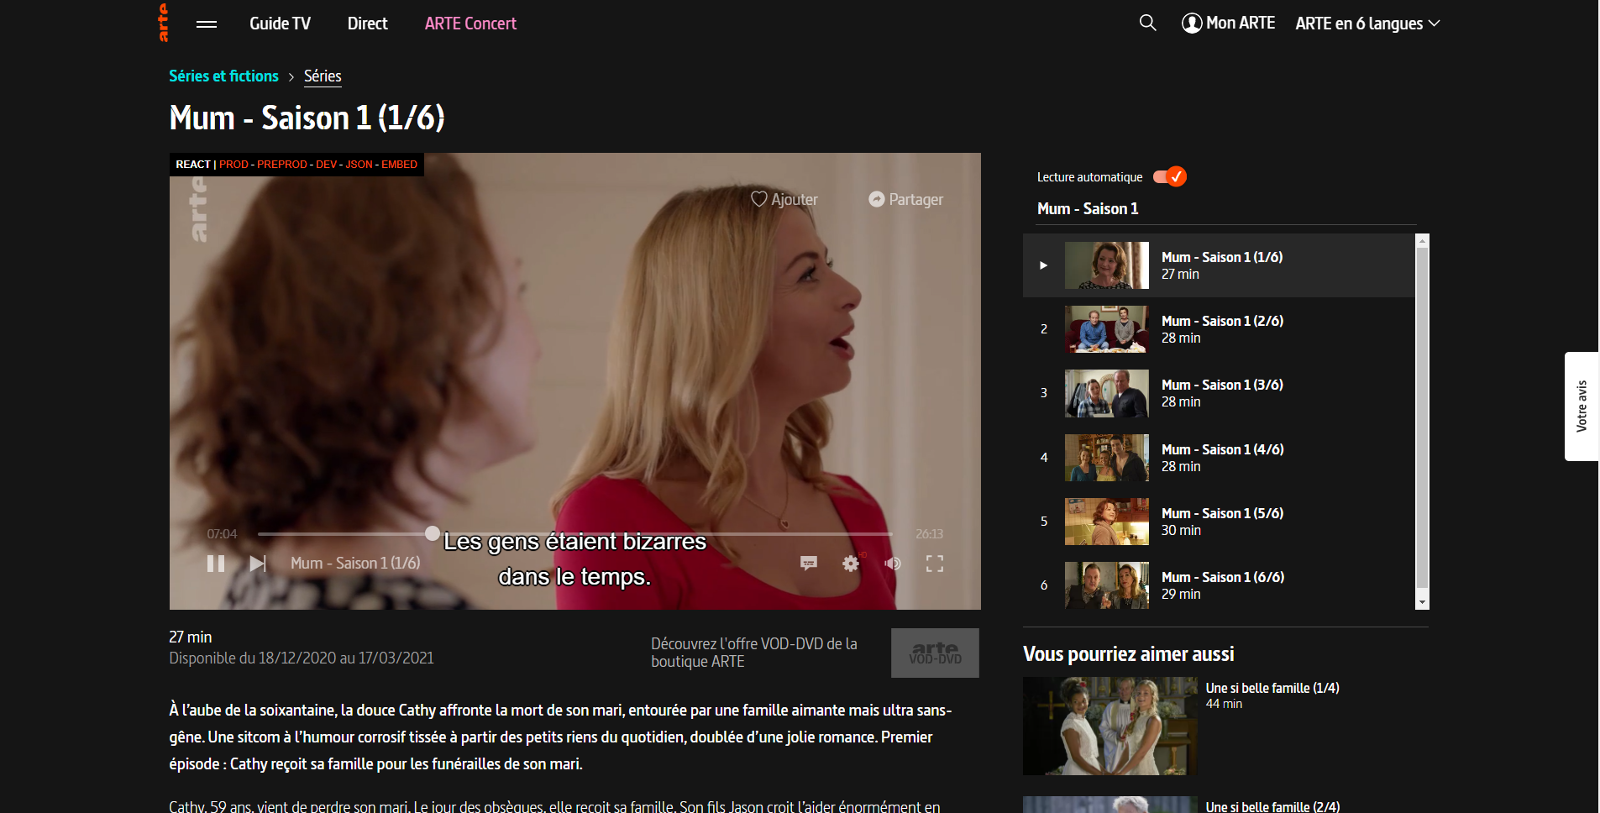 arte
Guide TV
Direct
ARTE Concert
Mon ARTE
ARTE en 6 langues
Séries et fictions > Séries
Mum - Saison 1 (1/6)
REACT | PROD - PREPROD - DEV - JSON - EMBED
arte
Ajouter
Partager
07:04
26:13
Les gens étaient bizarres
dans le temps.
Mum - Saison 1 (1/6)
HD
27 min
Disponible du 18/12/2020 au 17/03/2021
Découvrez l'offre VOD-DVD de la
boutique ARTE
arte
VOD-DVD
À l’aube de la soixantaine, la douce Cathy affronte la mort de son mari, entourée par une famille aimante mais ultra sans-
gêne. Une sitcom à l’humour corrosif tissée à partir des petits riens du quotidien, doublée d’une jolie romance. Premier
épisode : Cathy reçoit sa famille pour les funérailles de son mari.
Cathy, 59 ans, vient de perdre son mari. Le jour des obsèques, elle reçoit sa famille. Son fils Jason croit l’aider énormément en
Lecture automatique
Mum - Saison 1
Mum - Saison 1 (1/6)
27 min
2
Mum - Saison 1 (2/6)
28 min
3
Mum - Saison 1 (3/6)
28 min
4
Mum - Saison 1 (4/6)
28 min
5
Mum - Saison 1 (5/6)
30 min
6
Mum - Saison 1 (6/6)
29 min
Vous pourriez aimer aussi
Une si belle famille (1/4)
44 min
Une si belle famille (2/4)
Votre avis